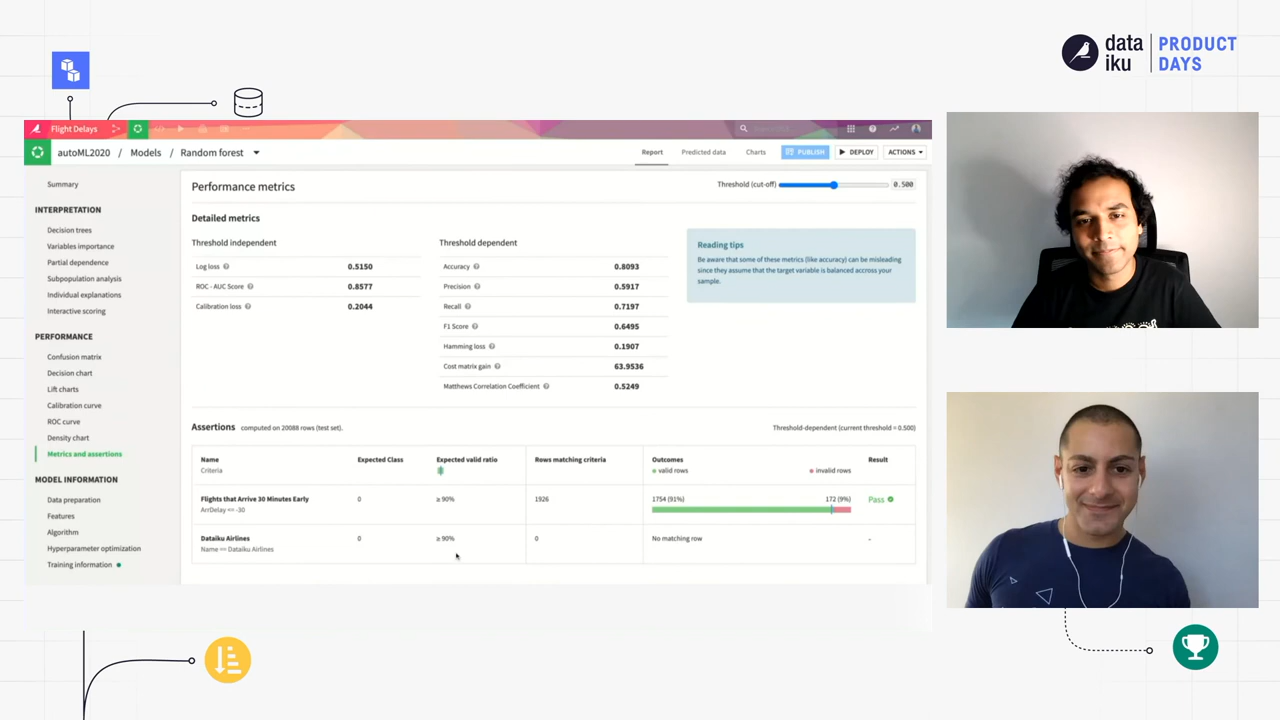 data
iku
PRODUCT
DAYS
Flight Delays
autoML2020 / Models / Random forest
Report Predicted data Charts PUBLISH DEPLOY ACTIONS
Summary
INTERPRETATION
Decision trees
Variables importance
Partial dependence
Subpopulation analysis
Individual explanations
Interactive scoring
PERFORMANCE
Confusion matrix
Decision chart
Lift charts
Calibration curve
ROC curve
Density chart
Metrics and assertions
MODEL INFORMATION
Data preparation
Features
Algorithm
Hyperparameter optimization
Training information
Performance metrics
Threshold (cut-off) 0.500
Detailed metrics
Threshold independent
Log loss 0.5150
ROC - AUC Score 0.8577
Calibration loss 0.2044
Threshold dependent
Accuracy 0.8093
Precision 0.5917
Recall 0.7197
F1 Score 0.6495
Hamming loss 0.1907
Cost matrix gain 63.9536
Matthews Correlation Coefficient 0.5249
Reading tips
Be aware that some of these metrics (like accuracy) can be misleading
since they assume that the target variable is balanced accross your
sample.
Assertions computed on 20088 rows (test set).
Threshold-dependent (current threshold = 0.500)
Name Expected Class Expected valid ratio Rows matching criteria Outcomes Result
Criteria valid rows invalid rows
Flights that Arrive 30 Minutes Early 0 ≥ 90% 1926 1754 (91%) 172 (9%) Pass
ArrDelay <= -30
Dataiku Airlines 0 ≥ 90% 0 No matching row -
Name == Dataiku Airlines